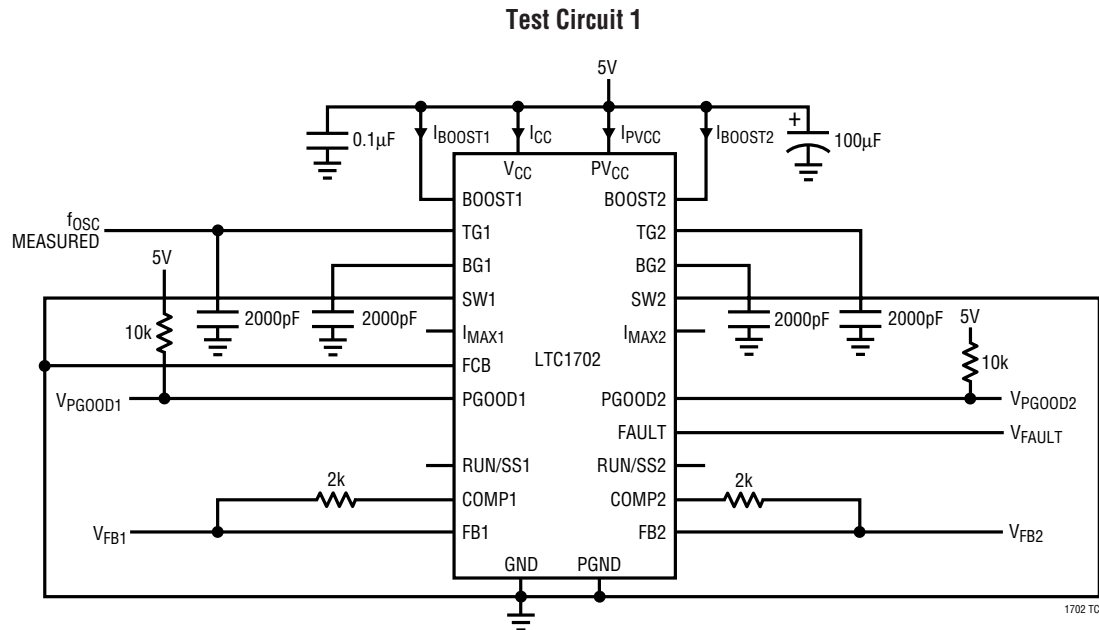 Test Circuit 1
5V
0.1µF
IBOOST1
ICC
IPVCC
IBOOST2
+
100µF
VCC
PVCC
BOOST1
BOOST2
fOSC
MEASURED
TG1
TG2
5V
BG1
BG2
SW1
SW2
10k
2000pF
2000pF
2000pF
2000pF
5V
IMAX1
IMAX2
LTC1702
10k
FCB
VPGOOD1
PGOOD1
PGOOD2
VPGOOD2
FAULT
VFAULT
RUN/SS1
RUN/SS2
2k
2k
COMP1
COMP2
VFB1
FB1
FB2
VFB2
GND
PGND
1702 TC